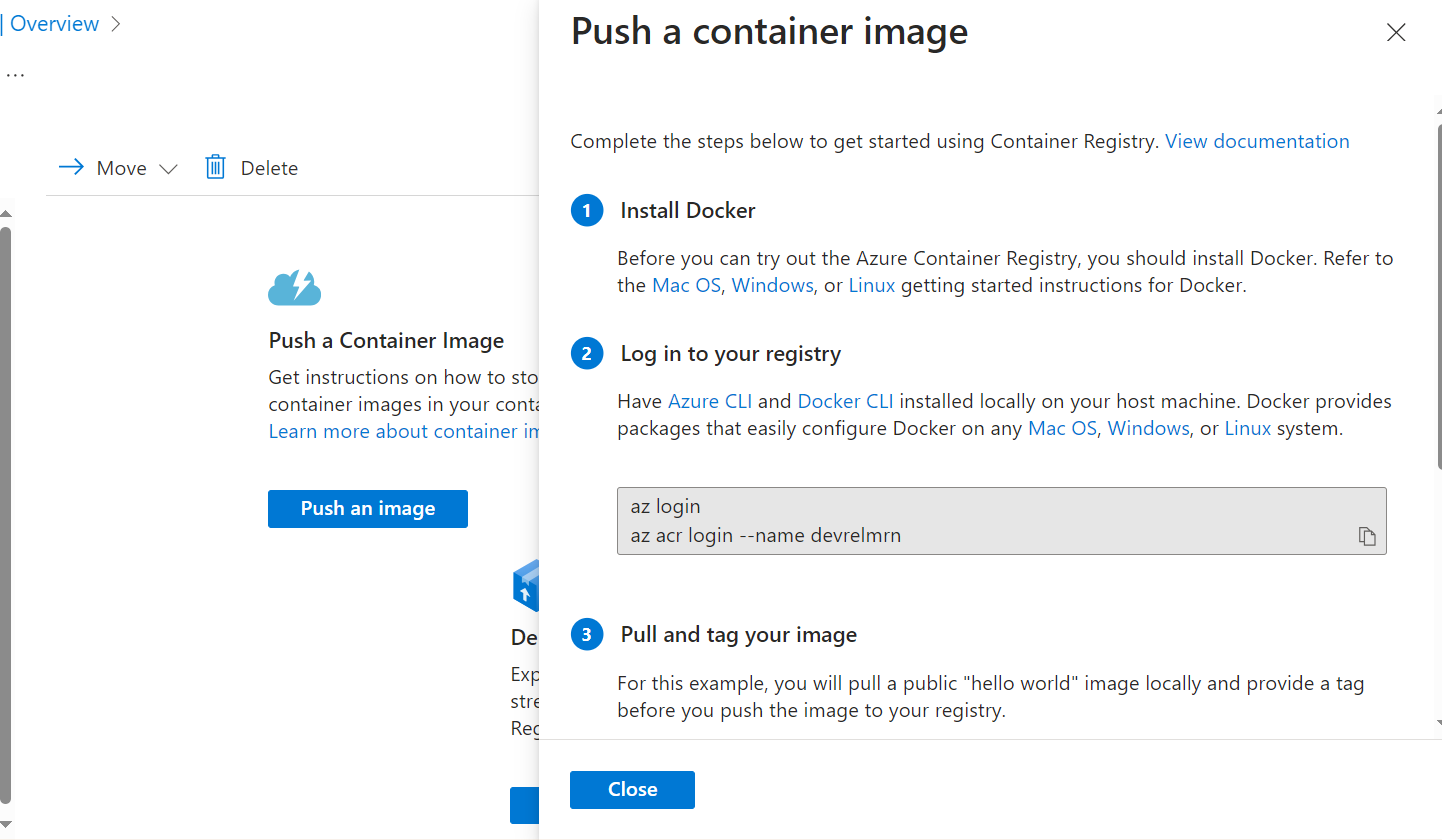 Overview
...
Move
Delete
Push a Container Image
Get instructions on how to sto
container images in your conta
Learn more about container im
Push an image
De
Exp
stre
Reg
Push a container image
Complete the steps below to get started using Container Registry. View documentation
1 Install Docker
Before you can try out the Azure Container Registry, you should install Docker. Refer to
the Mac OS, Windows, or Linux getting started instructions for Docker.
2 Log in to your registry
Have Azure CLI and Docker CLI installed locally on your host machine. Docker provides
packages that easily configure Docker on any Mac OS, Windows, or Linux system.
az login
az acr login --name devrelmrn
3 Pull and tag your image
For this example, you will pull a public "hello world" image locally and provide a tag
before you push the image to your registry.
Close